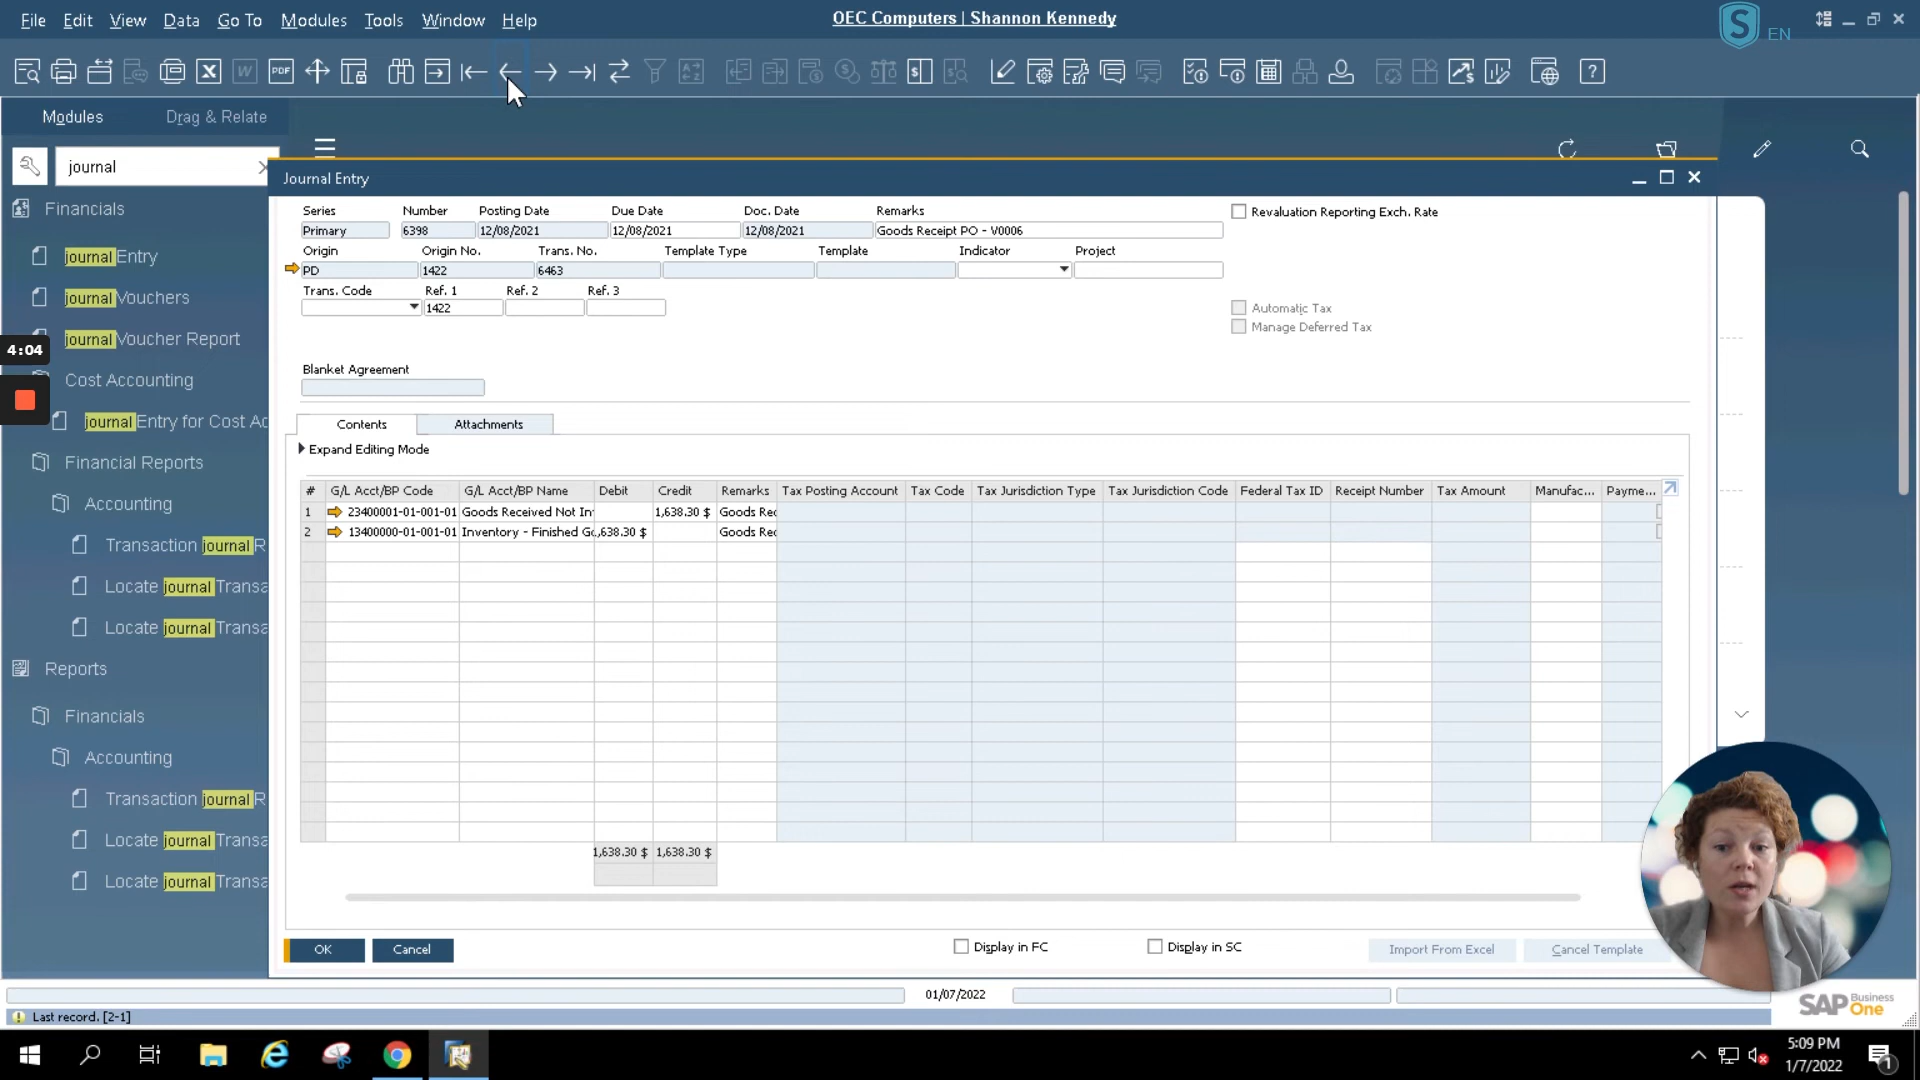 File Edit View Data Go To Modules Tools Window Help
OEC Computers | Shannon Kennedy
S EN
W PDF
Modules Drag & Relate
journal
Financials
journal Entry
journal Vouchers
journal Voucher Report
4:04
Cost Accounting
journal Entry for Cost Ac
Financial Reports
Accounting
Transaction journal R
Locate journal Transa
Locate journal Transa
Reports
Financials
Accounting
Transaction journal R
Locate journal Transa
Locate journal Transa
Journal Entry
Series Number Posting Date Due Date Doc. Date Remarks
Revaluation Reporting Exch. Rate
Primary 6398 12/08/2021 12/08/2021 12/08/2021 Goods Receipt PO - V0006
Origin Origin No. Trans. No. Template Type Template Indicator Project
PD 1422 6463
Trans. Code Ref. 1 Ref. 2 Ref. 3
1422
Automatic Tax
Manage Deferred Tax
Blanket Agreement
Contents Attachments
Expand Editing Mode
# G/L Acct/BP Code G/L Acct/BP Name Debit Credit Remarks Tax Posting Account Tax Code Tax Jurisdiction Type Tax Jurisdiction Code Federal Tax ID Receipt Number Tax Amount Manufac... Payme...
1 23400001-01-001-01 Goods Received Not In 1,638.30 $ Goods Rec
2 13400000-01-001-01 Inventory - Finished Gc ,638.30 $ Goods Rec
1,638.30 $ 1,638.30 $
OK Cancel
Display in FC Display in SC Import From Excel Cancel Template
01/07/2022
SAP Business One
Last record. [2-1]
5:09 PM
1/7/2022
1